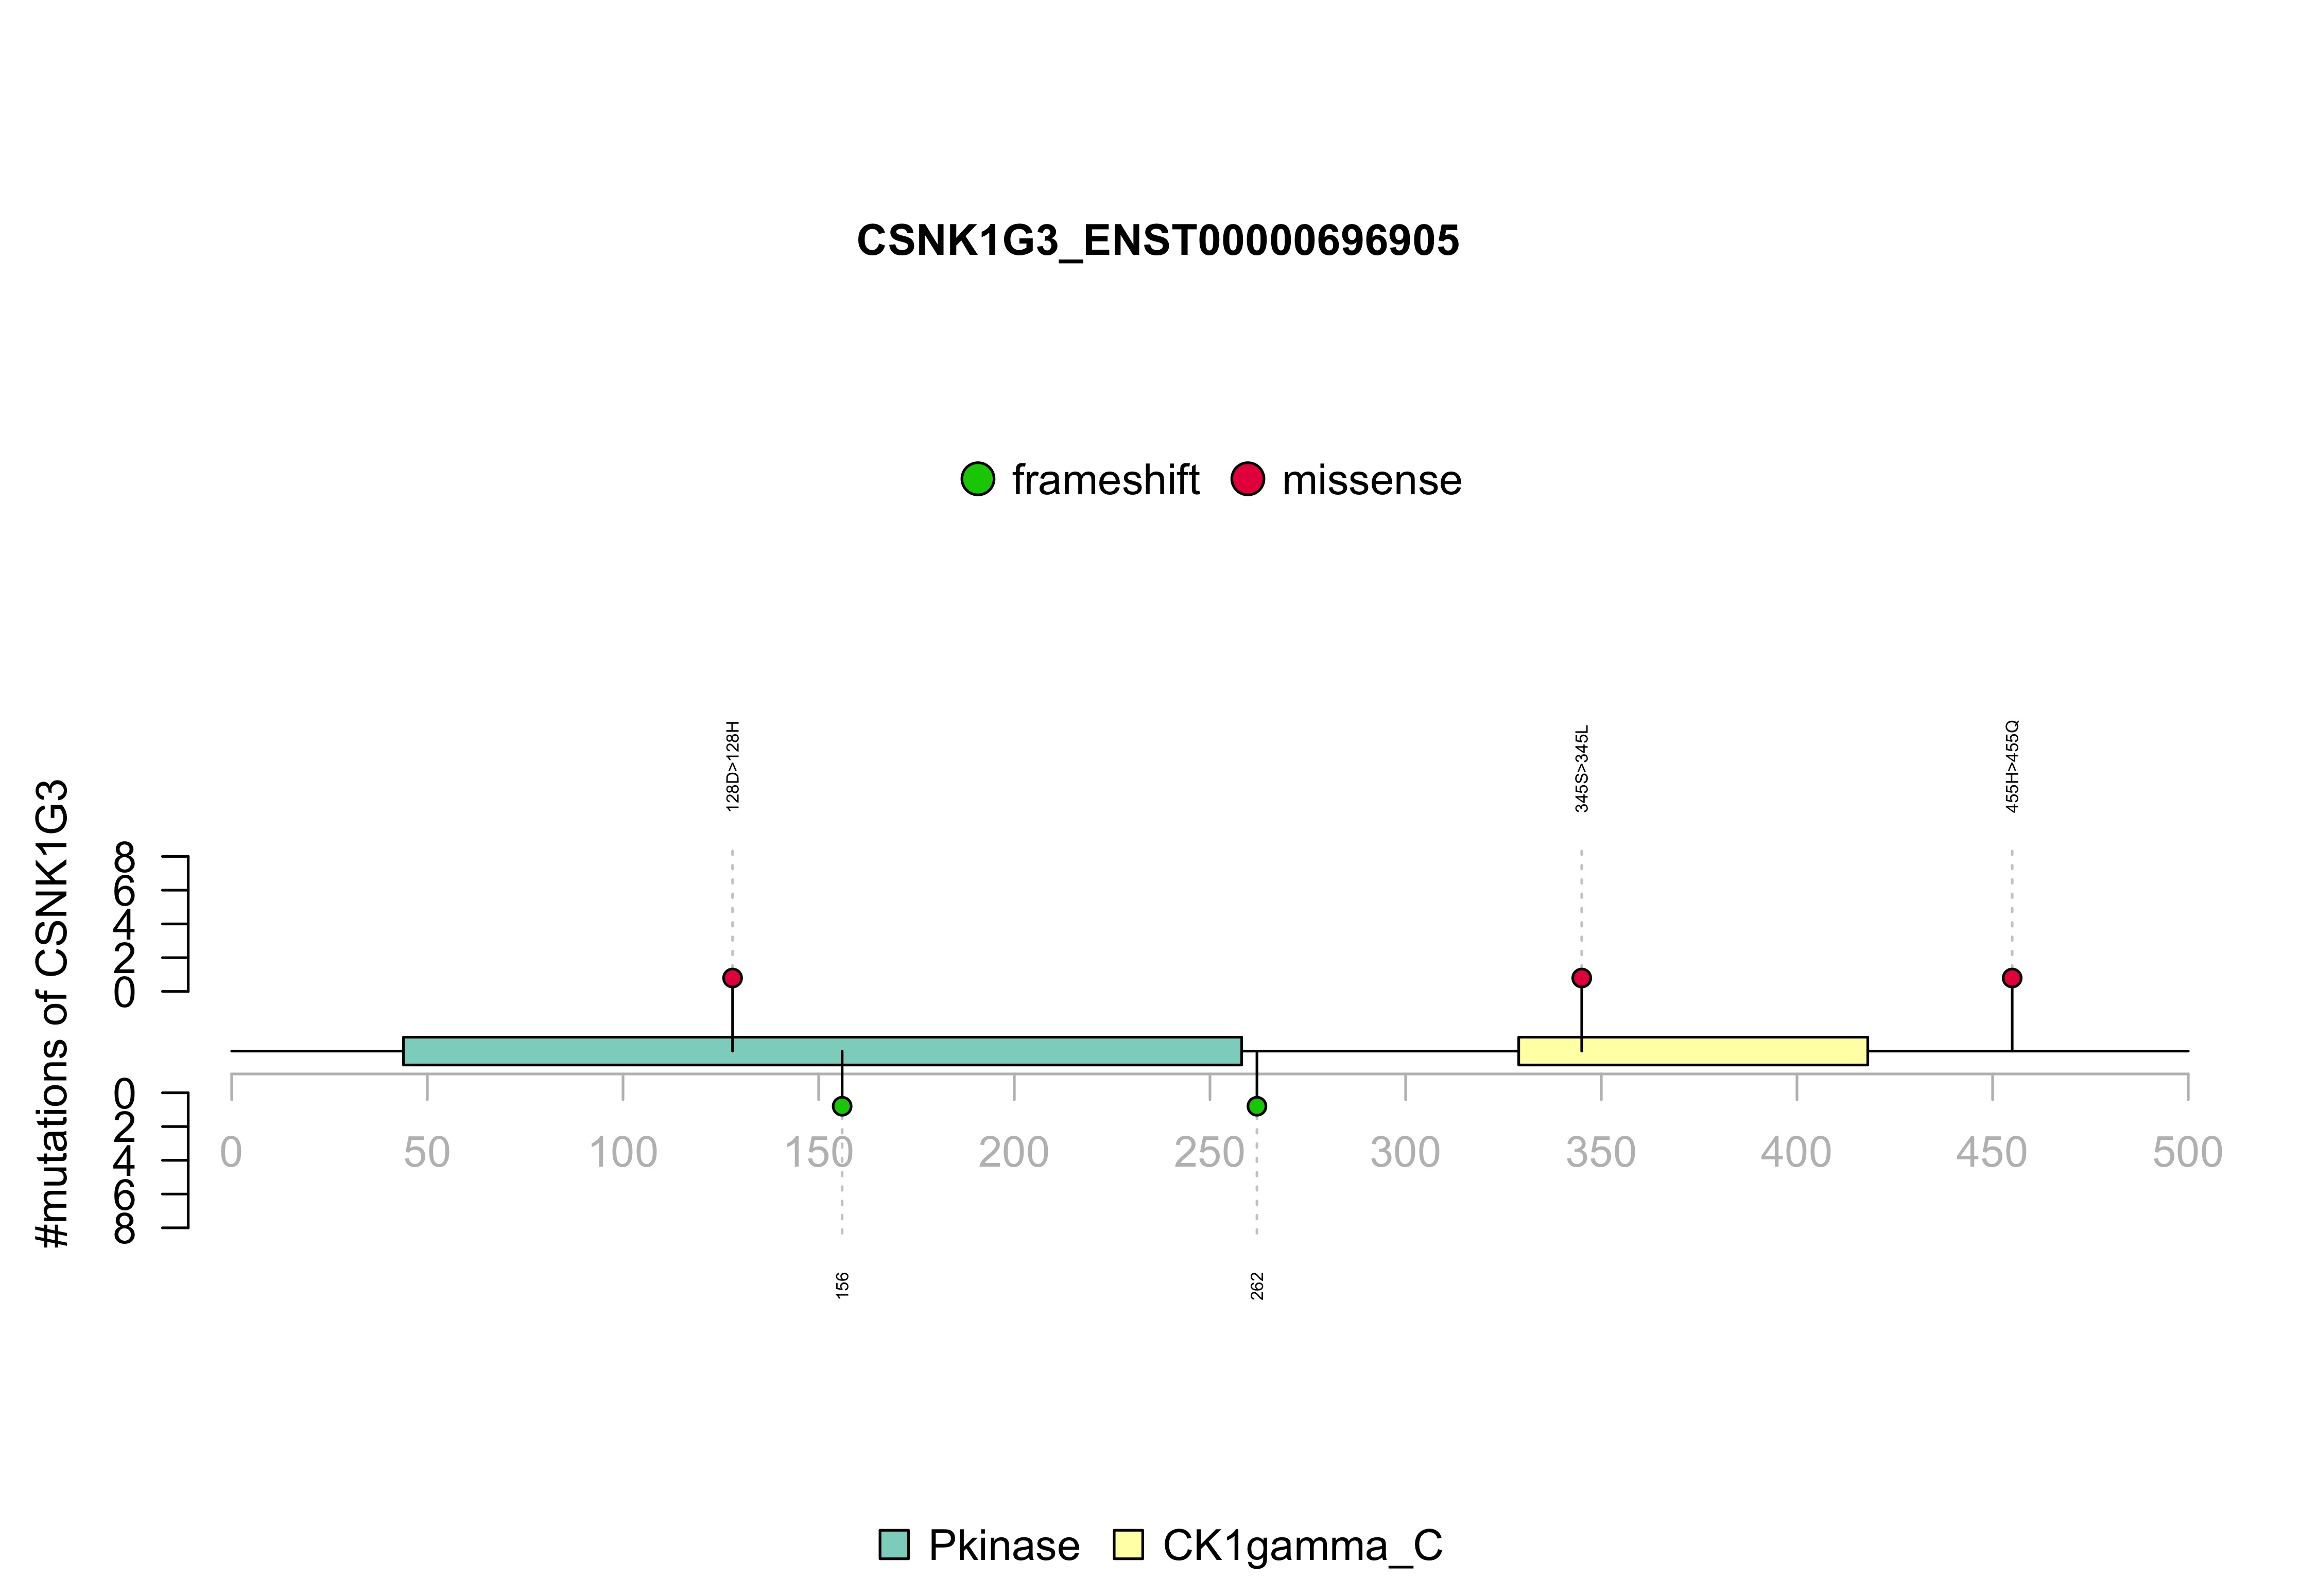 CSNK1G3_ENST00000696905
frameshift missense
128D>128H 345S>345L 455H>455Q
#mutations of CSNK1G3
8
6
4
2
0
0
2
4
6
8
0 50 100 150 200 250 300 350 400 450 500
156 262
Pkinase CK1gamma_C